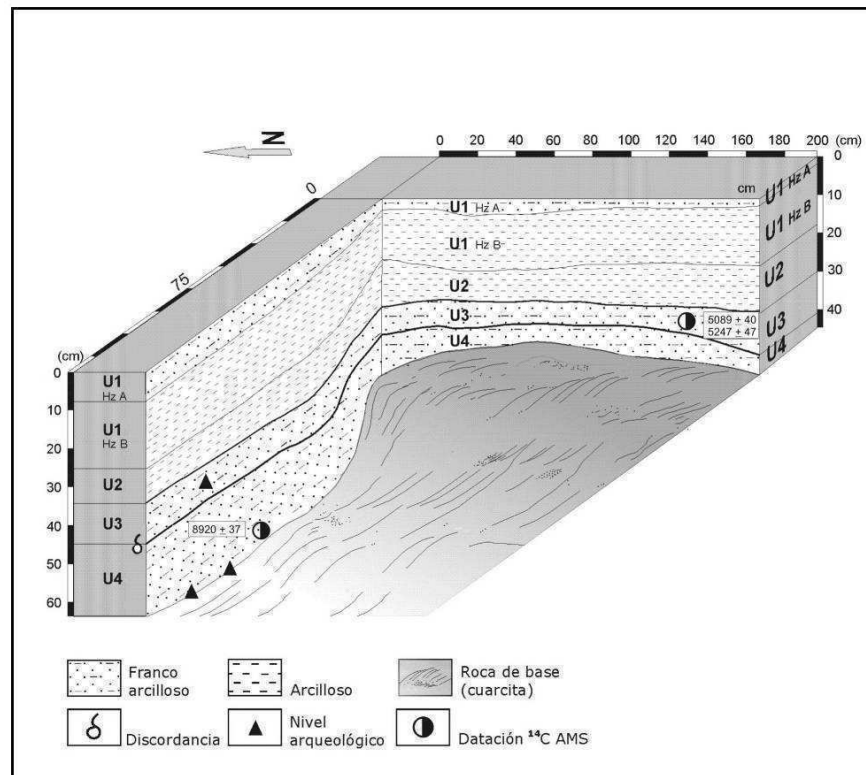 N
0 20 40 60 80 100 120 140 160 180 200 (cm)
0
10
20
30
40
cm
0
75
U1 Hz A
U1 Hz B
U2
U3
U4
5089 ± 40
5247 ± 47
U1 Hz A
U1 Hz B
U2
U3
U4
(cm)
0
10
20
30
40
50
60
U1
Hz A
U1
Hz B
U2
U3
U4
8920 ± 37
Franco
arcilloso
Arcilloso
Roca de base
(cuarcita)
Discordancia
Nivel
arqueológico
Datación ¹⁴C AMS